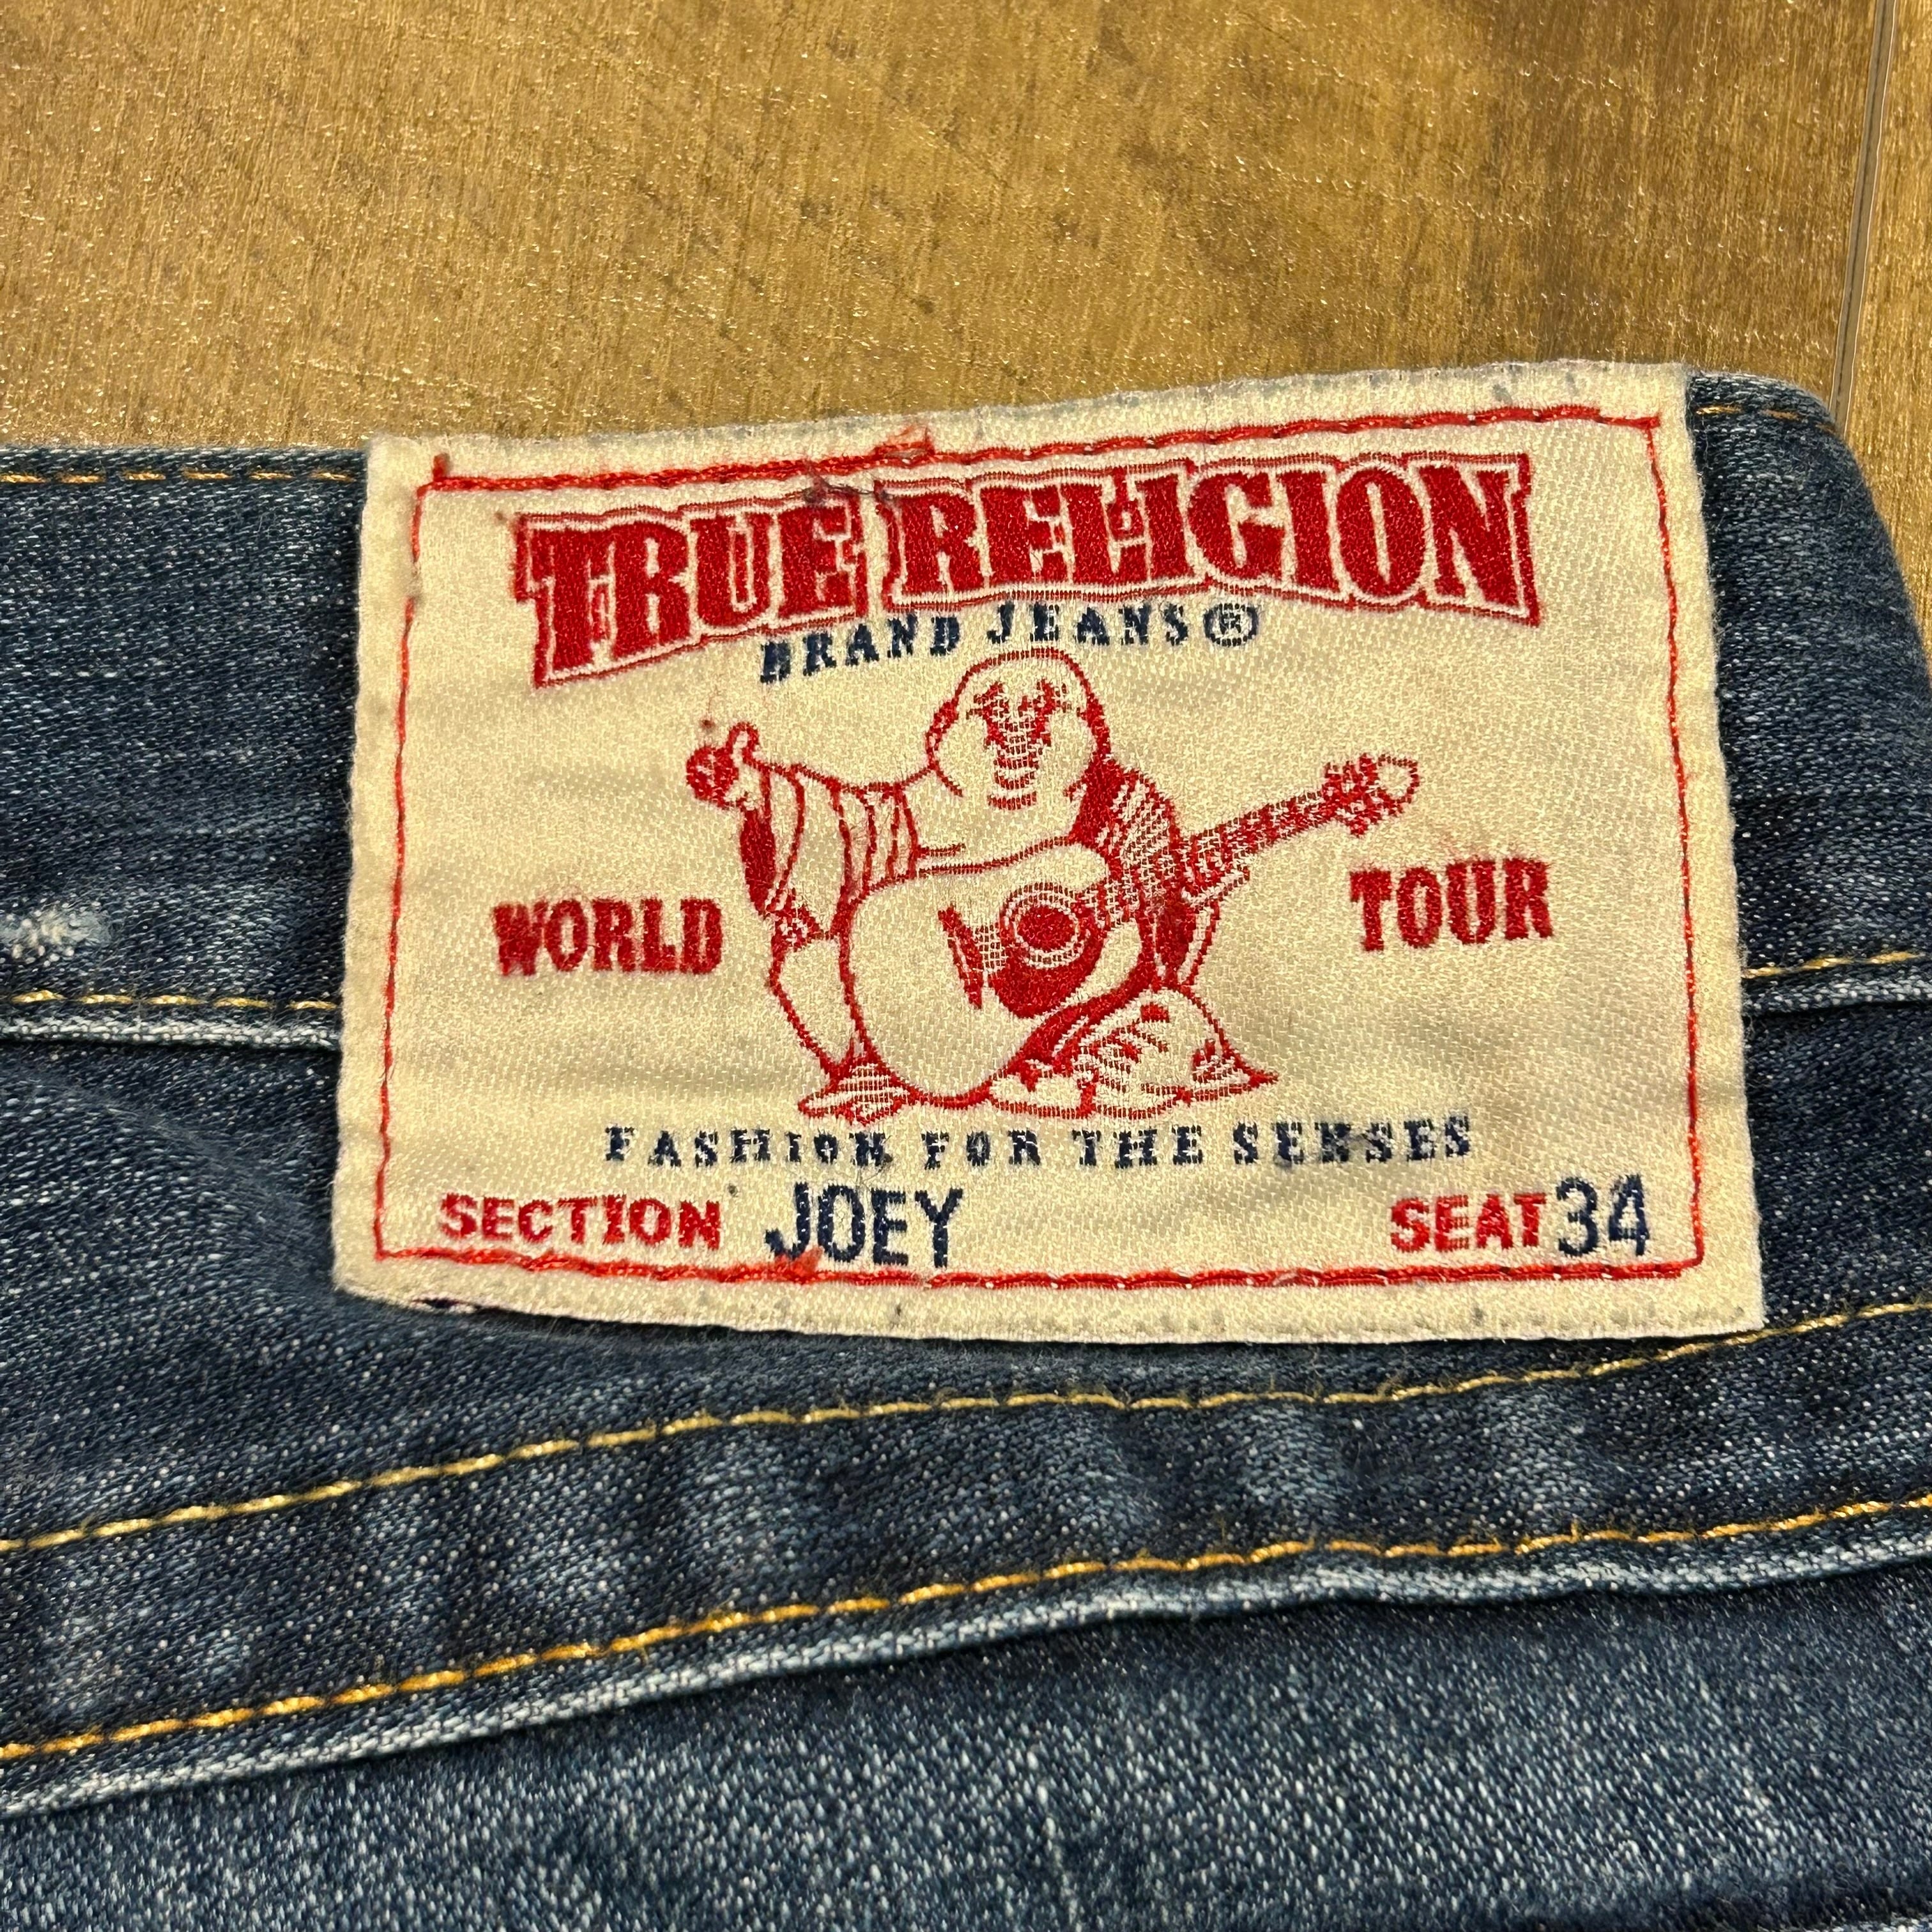 TRUE RELIGION
BRAND JEANS®
WORLD TOUR
FASHION FOR THE SENSES
SECTION JOEY SEAT 34